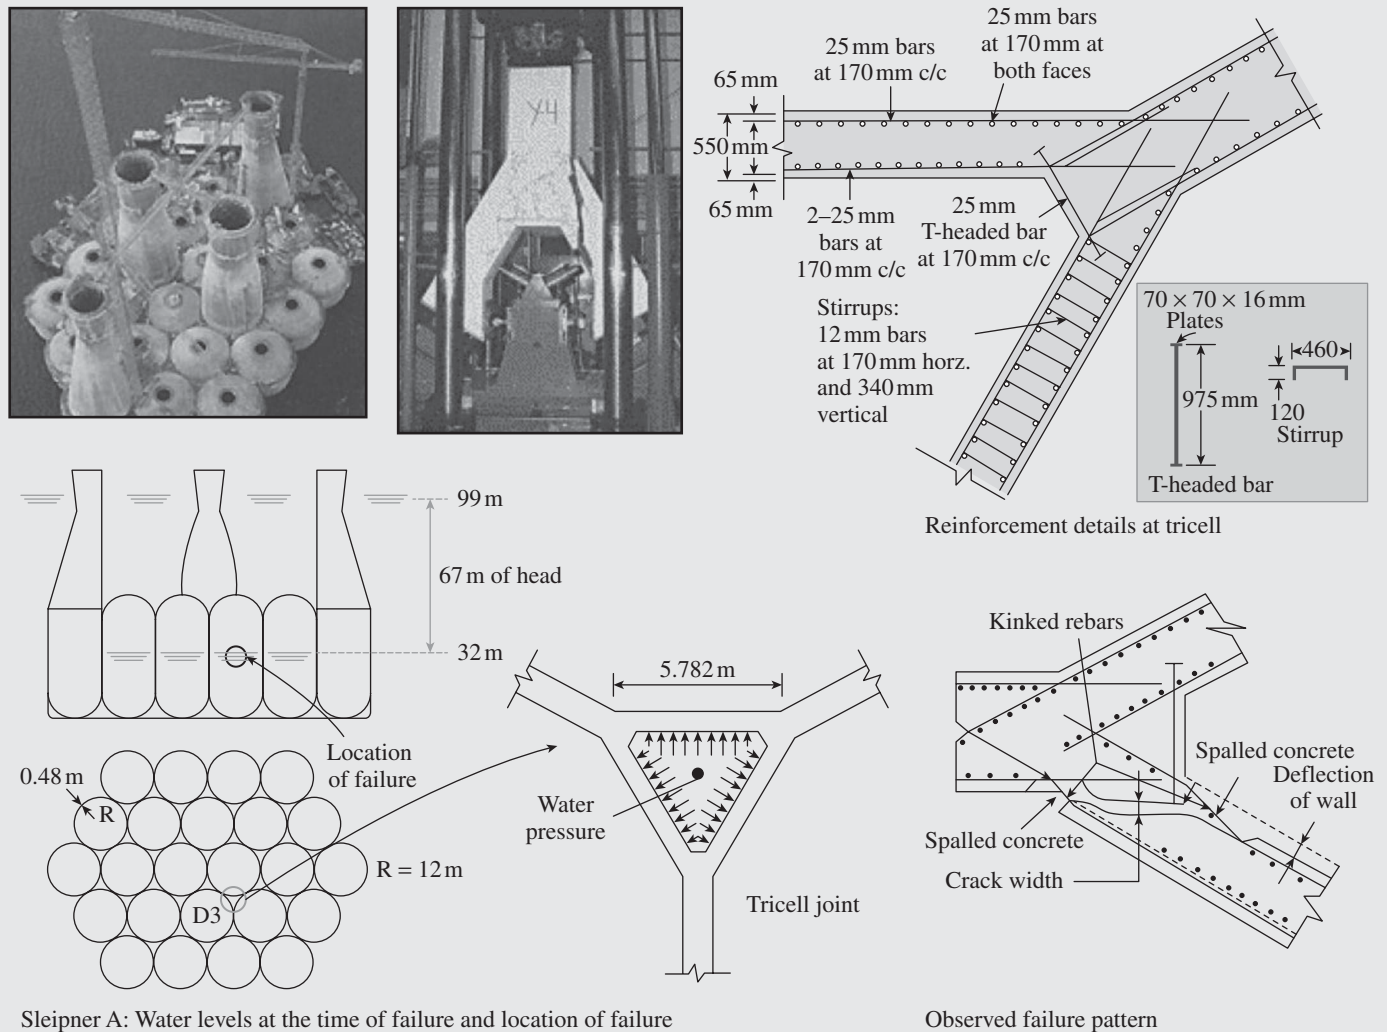 Y4
25 mm bars
at 170 mm c/c
25 mm bars
at 170 mm at
both faces
65 mm
550 mm
65 mm
2–25 mm
bars at
170 mm c/c
25 mm
T-headed bar
at 170 mm c/c
Stirrups:
12 mm bars
at 170 mm horz.
and 340 mm
vertical
70 × 70 × 16 mm
Plates
460
975 mm
120
Stirrup
T-headed bar
Reinforcement details at tricell
99 m
67 m of head
32 m
Location
of failure
0.48 m
R
R = 12 m
D3
5.782 m
Water
pressure
Tricell joint
Kinked rebars
Spalled concrete
Deflection
of wall
Spalled concrete
Crack width
Sleipner A: Water levels at the time of failure and location of failure
Observed failure pattern